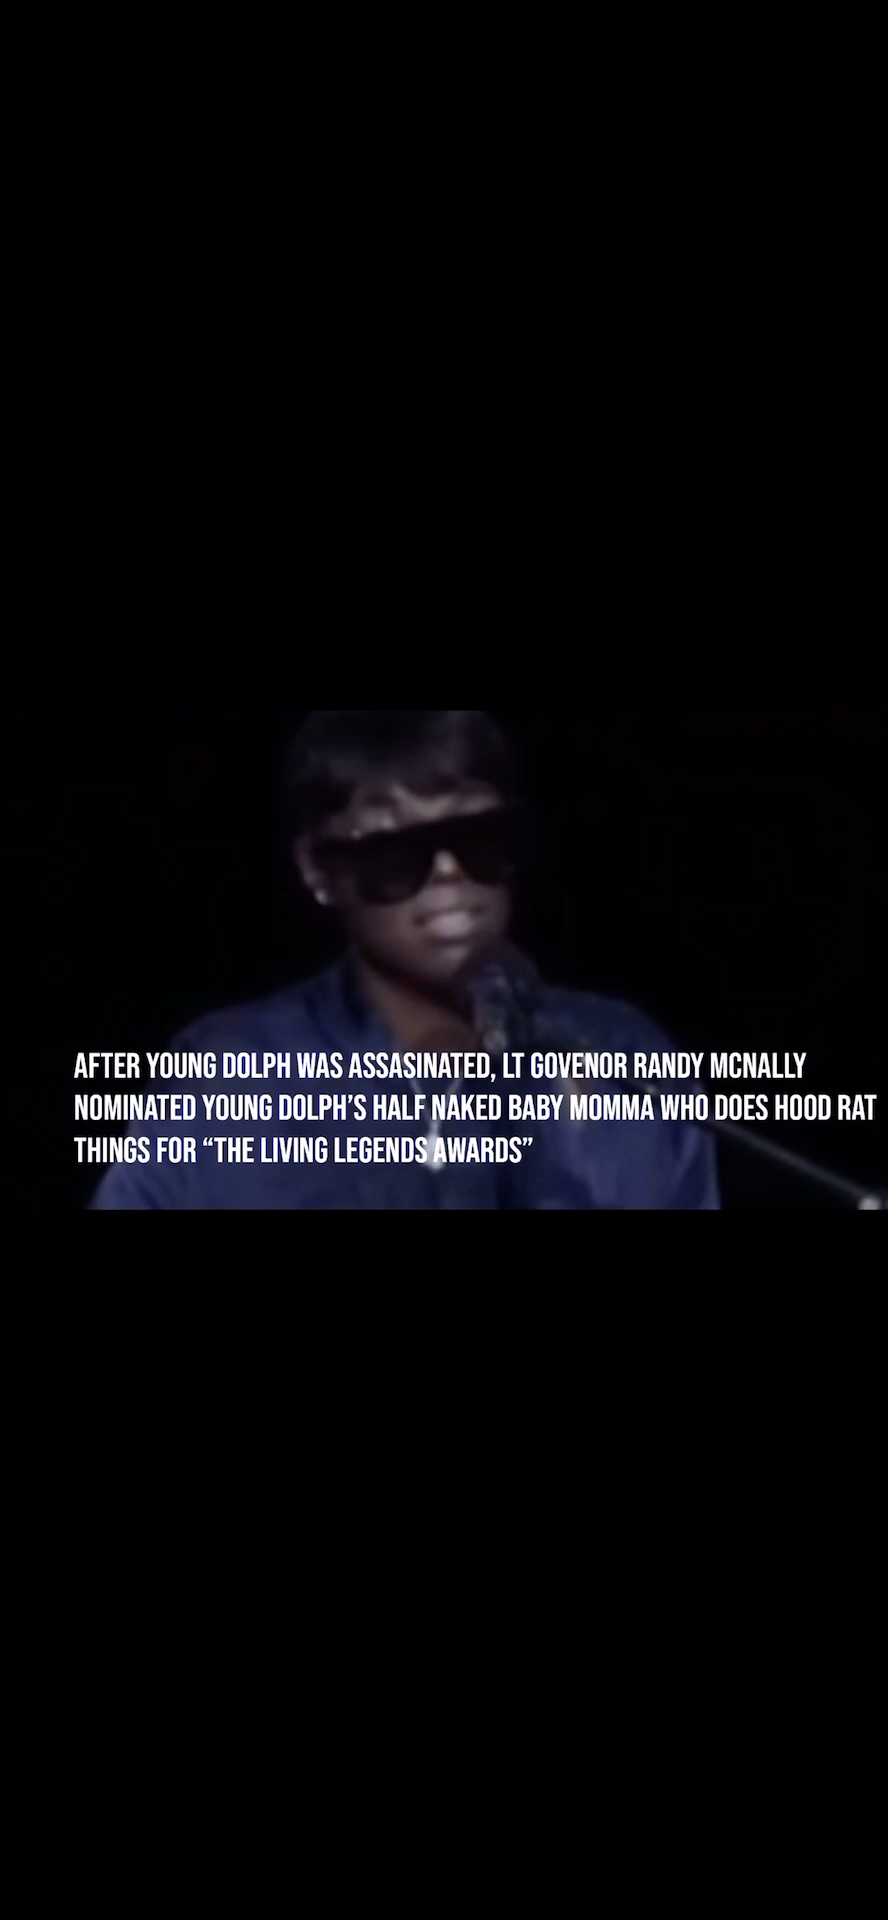 AFTER YOUNG DOLPH WAS ASSASINATED, LT GOVENOR RANDY MCNALLY
NOMINATED YOUNG DOLPH'S HALF NAKED BABY MOMMA WHO DOES HOOD RAT
THINGS FOR “THE LIVING LEGENDS AWARDS”